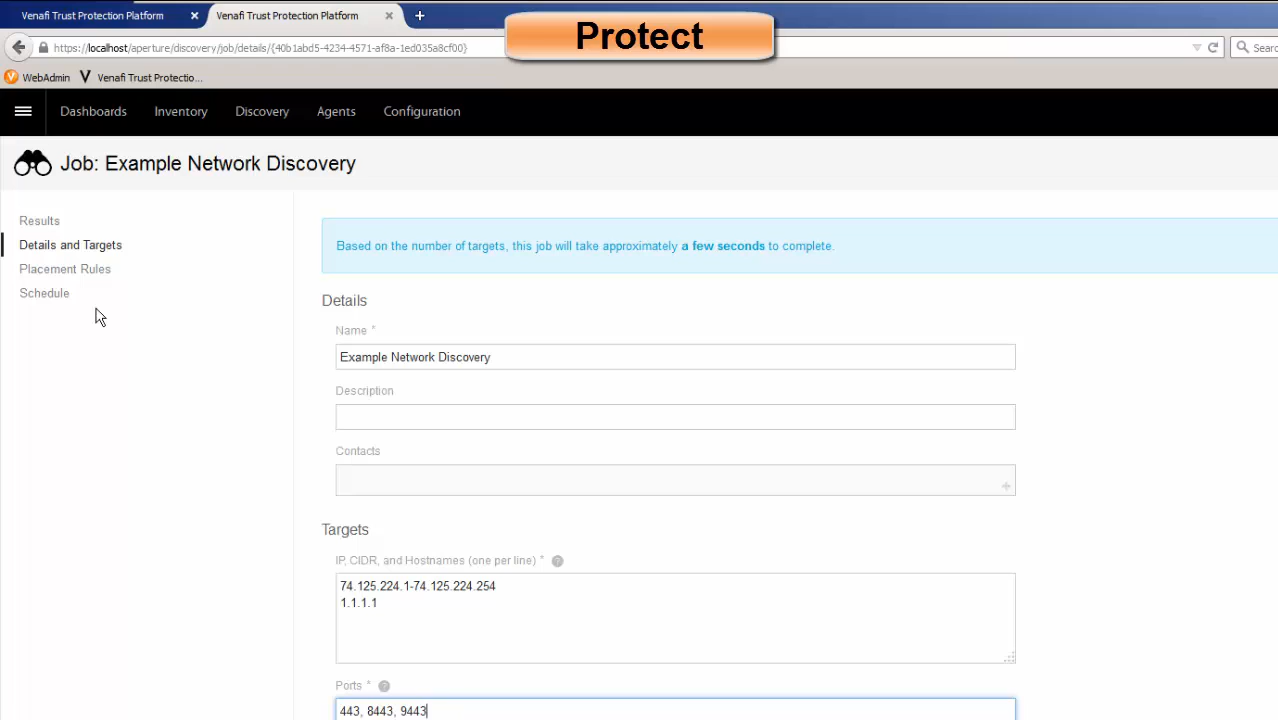 Venafi Trust Protection Platform × Venafi Trust Protection Platform × +
Protect
https://localhost/aperture/discovery/job/details/{40b1abd5-4234-4571-af8a-1ed035a8cf00}
Searc
WebAdmin V Venafi Trust Protectio...
Dashboards Inventory Discovery Agents Configuration
Job: Example Network Discovery
Results
Details and Targets
Placement Rules
Schedule
Based on the number of targets, this job will take approximately a few seconds to complete.
Details
Name *
Example Network Discovery
Description
Contacts
+
Targets
IP, CIDR, and Hostnames (one per line) * ?
74.125.224.1-74.125.224.254
1.1.1.1
Ports * ?
443, 8443, 9443